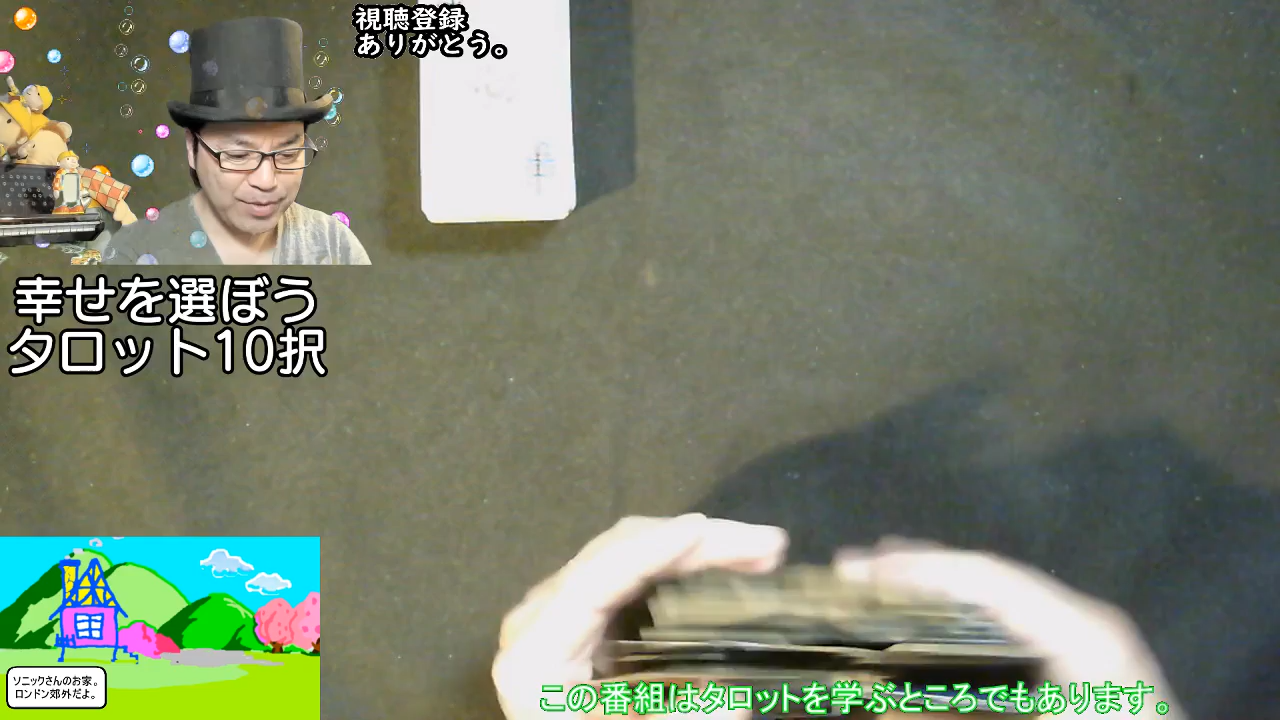 視聴登録
ありがとう。
幸せを選ぼう
タロット10択
ソニックさんのお家。
ロンドン郊外だよ。
この番組はタロットを学ぶところでもあります。